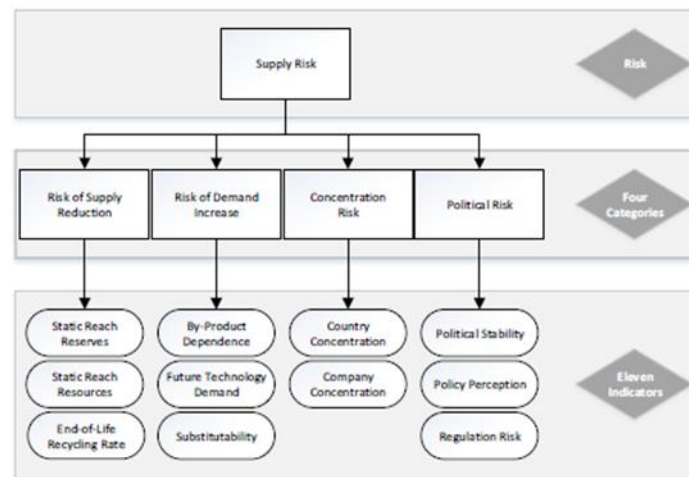 Supply Risk
Risk
Risk of Supply
Reduction
Risk of Demand
Increase
Concentration
Risk
Political Risk
Four
Categories
Static Reach
Reserves
By-Product
Dependence
Country
Concentration
Political Stability
Static Reach
Resources
Future Technology
Demand
Company
Concentration
Policy Perception
Eleven
Indicators
End-of-Life
Recycling Rate
Substitutability
Regulation Risk